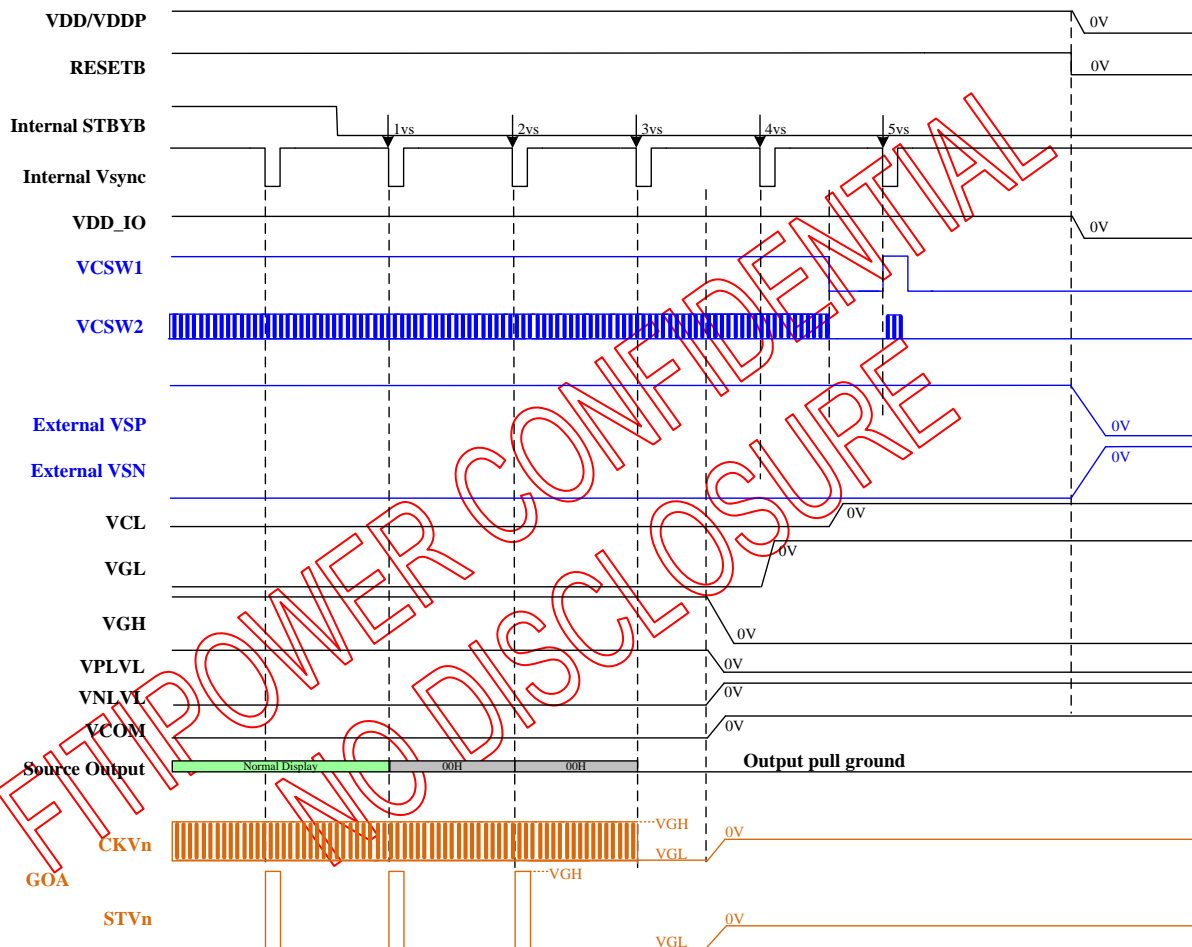 VDD/VDDP
0V
RESETB
0V
Internal STBYB
1vs 2vs 3vs 4vs 5vs
Internal Vsync
VDD_IO
0V
VCSW1
VCSW2
External VSP
0V
External VSN
0V
VCL
0V
VGL
0V
VGH
0V
VPLVL
0V
VNLVL
0V
VCOM
0V
Source Output
Normal Display 00H 00H
Output pull ground
CKVn
VGH
VGL
0V
GOA
VGH
STVn
VGL
0V
FITIPOWER CONFIDENTIAL
NO DISCLOSURE